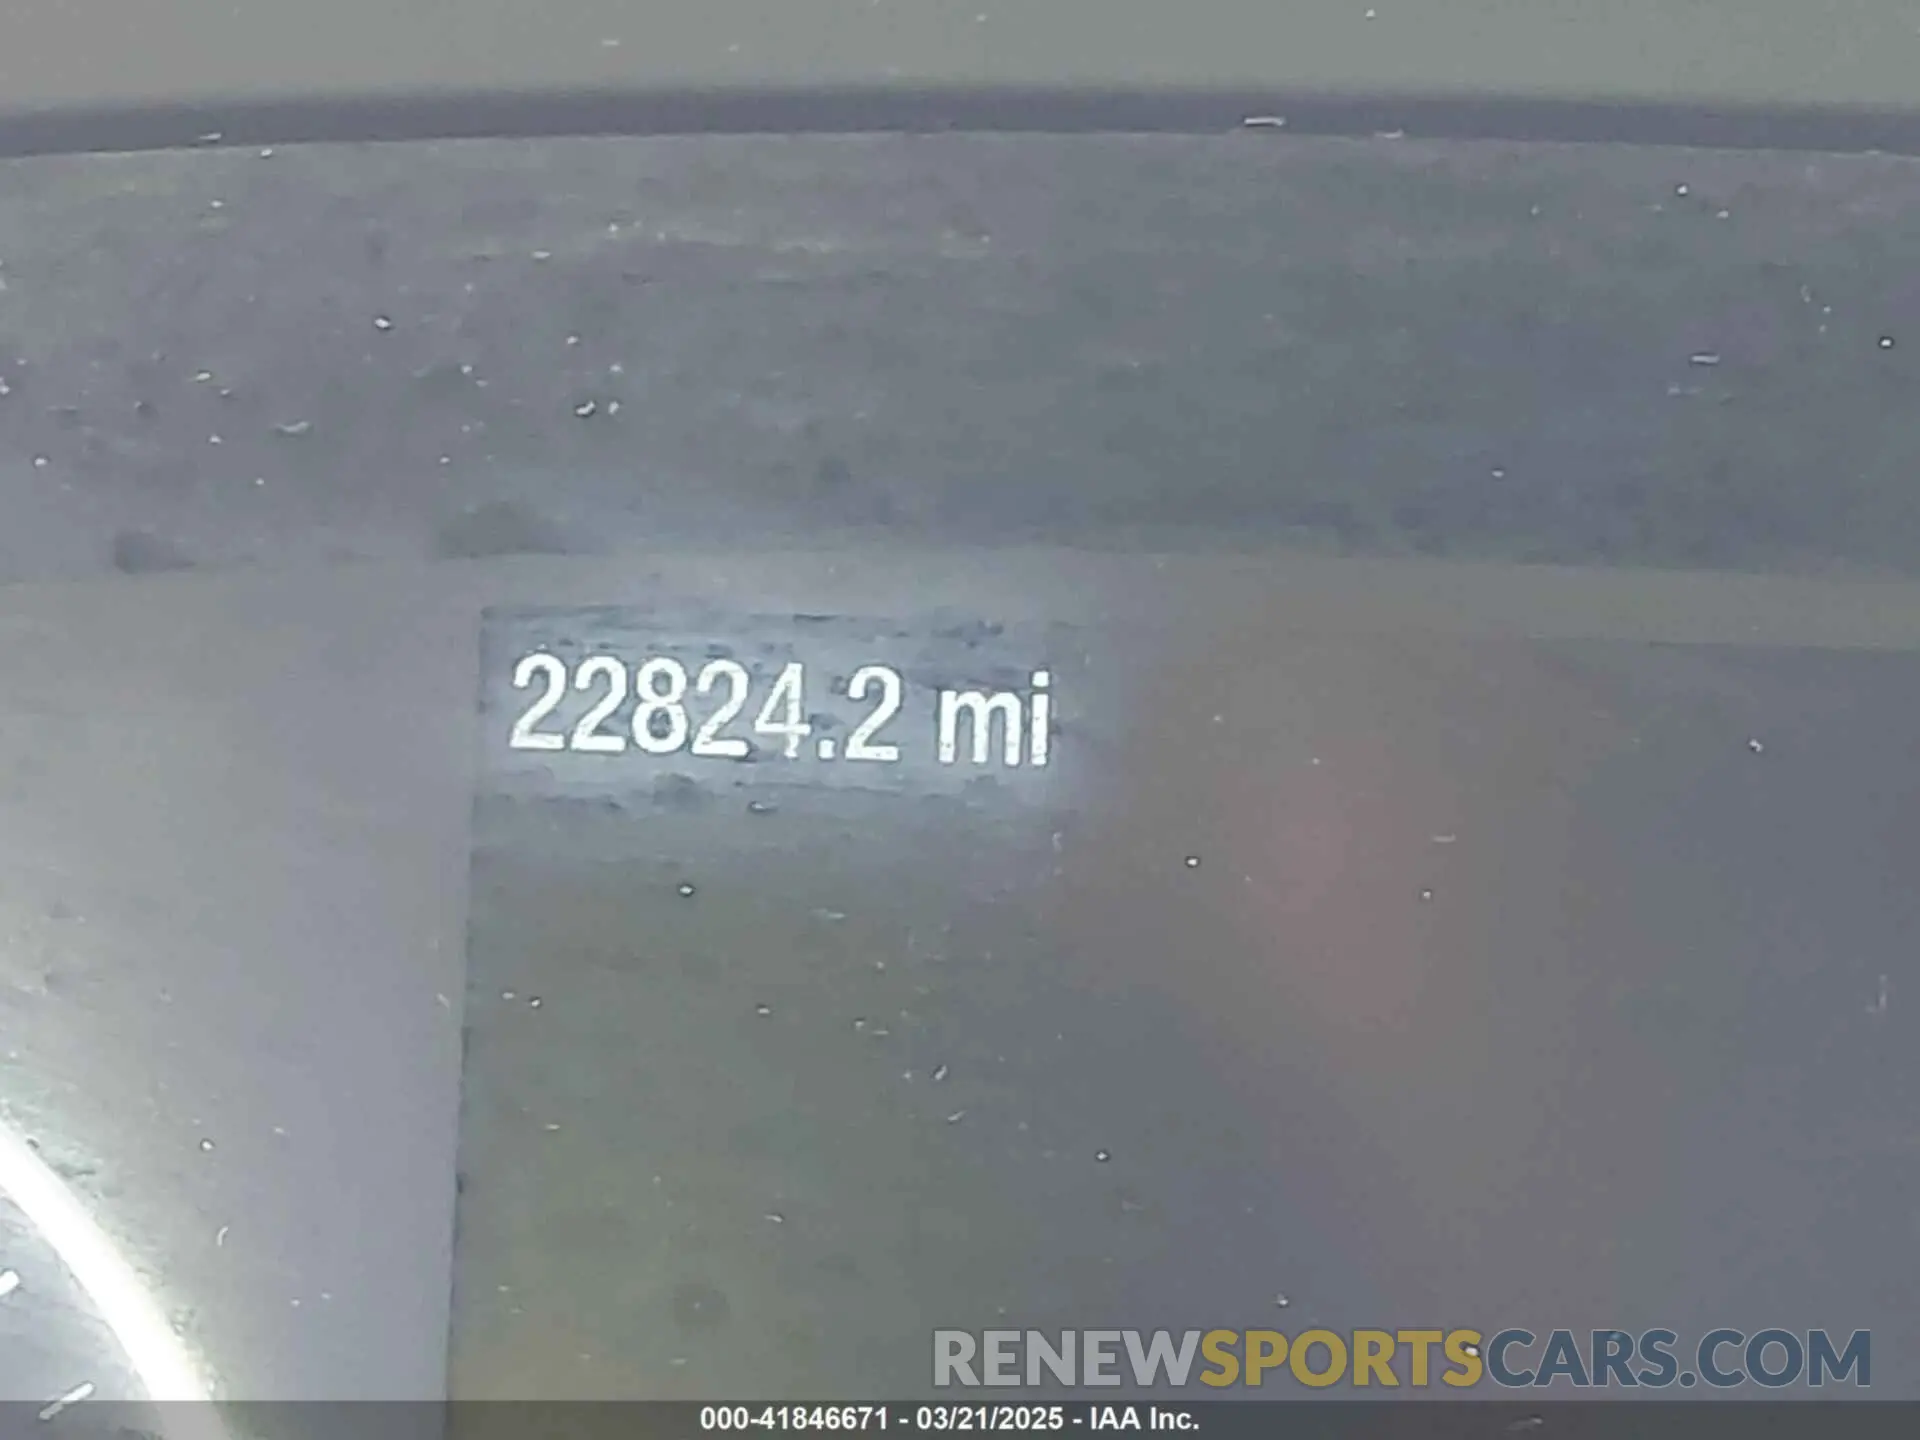 22824.2 mi
RENEWSPORTSCARS.COM
000-41846671 - 03/21/2025 - IAA Inc.